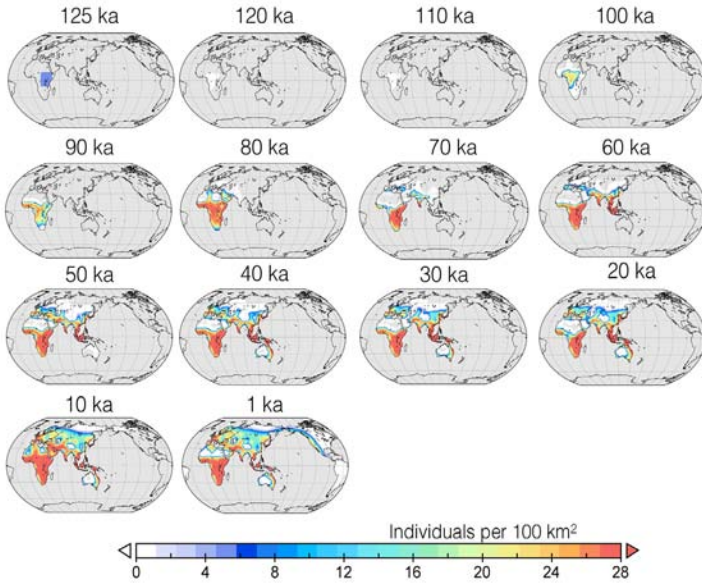 125 ka 120 ka 110 ka 100 ka
90 ka 80 ka 70 ka 60 ka
50 ka 40 ka 30 ka 20 ka
10 ka 1 ka
Individuals per 100 km²
0 4 8 12 16 20 24 28